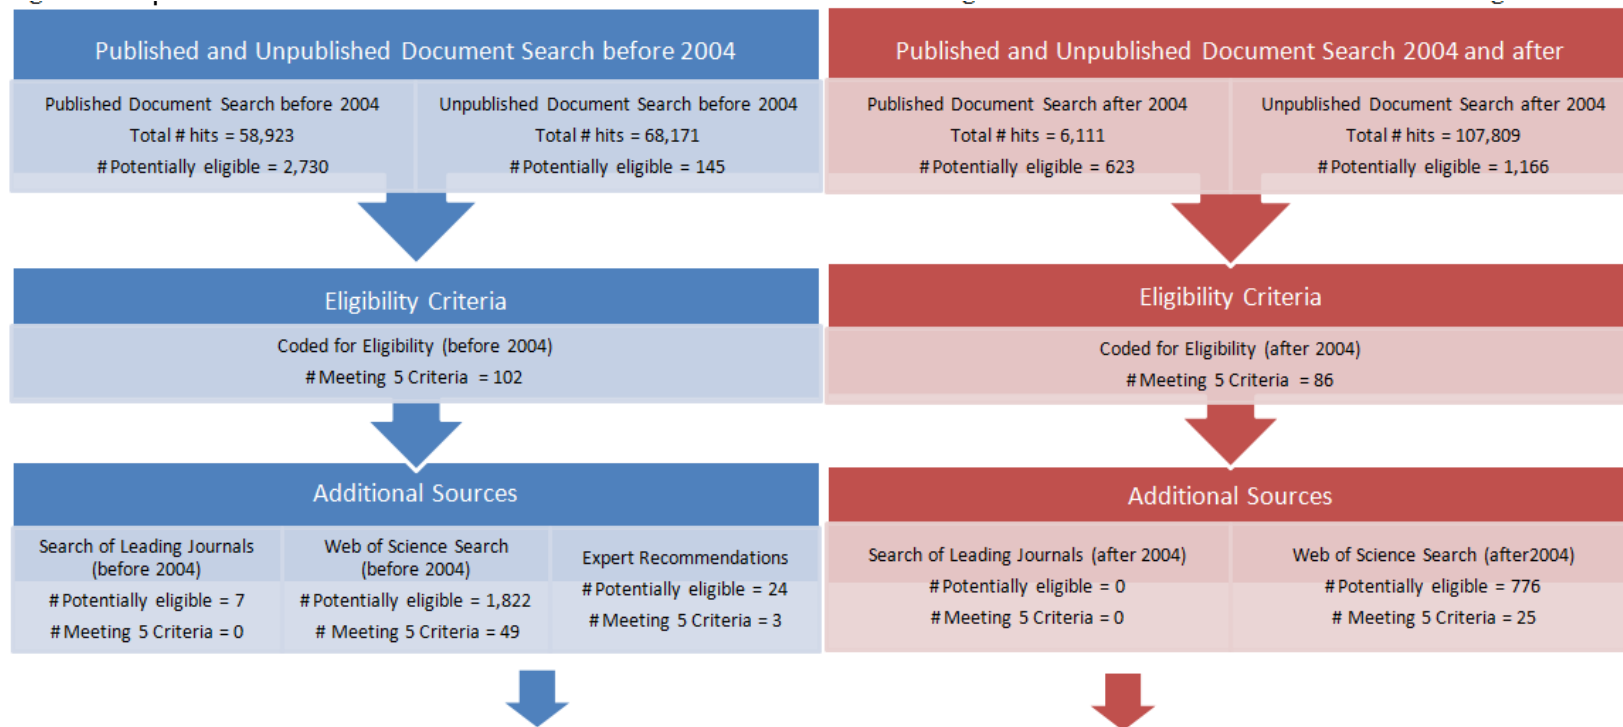 Published and Unpublished Document Search before 2004
Published Document Search before 2004
Total # hits = 58,923
# Potentially eligible = 2,730
Unpublished Document Search before 2004
Total # hits = 68,171
# Potentially eligible = 145
Eligibility Criteria
Coded for Eligibility (before 2004)
# Meeting 5 Criteria = 102
Additional Sources
Search of Leading Journals
(before 2004)
# Potentially eligible = 7
# Meeting 5 Criteria = 0
Web of Science Search
(before 2004)
# Potentially eligible = 1,822
# Meeting 5 Criteria = 49
Expert Recommendations
# Potentially eligible = 24
# Meeting 5 Criteria = 3
Published and Unpublished Document Search 2004 and after
Published Document Search after 2004
Total # hits = 6,111
# Potentially eligible = 623
Unpublished Document Search after 2004
Total # hits = 107,809
# Potentially eligible = 1,166
Eligibility Criteria
Coded for Eligibility (after 2004)
# Meeting 5 Criteria = 86
Additional Sources
Search of Leading Journals (after 2004)
# Potentially eligible = 0
# Meeting 5 Criteria = 0
Web of Science Search (after2004)
# Potentially eligible = 776
# Meeting 5 Criteria = 25